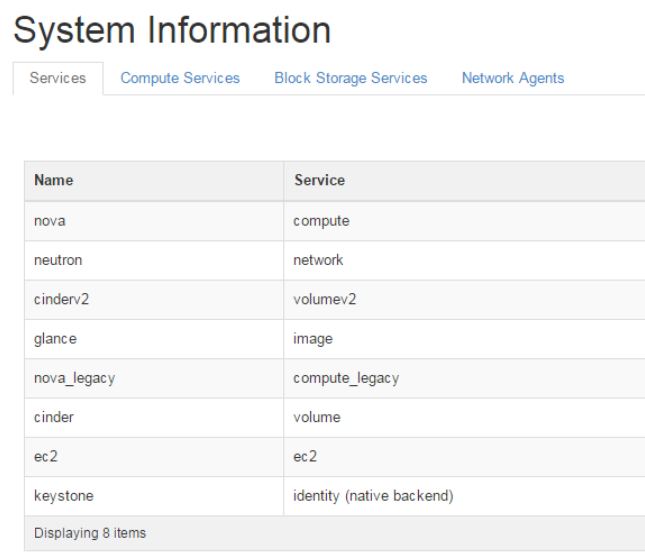 System Information
Services Compute Services Block Storage Services Network Agents
Name Service
nova compute
neutron network
cinderv2 volumev2
glance image
nova_legacy compute_legacy
cinder volume
ec2 ec2
keystone identity (native backend)
Displaying 8 items